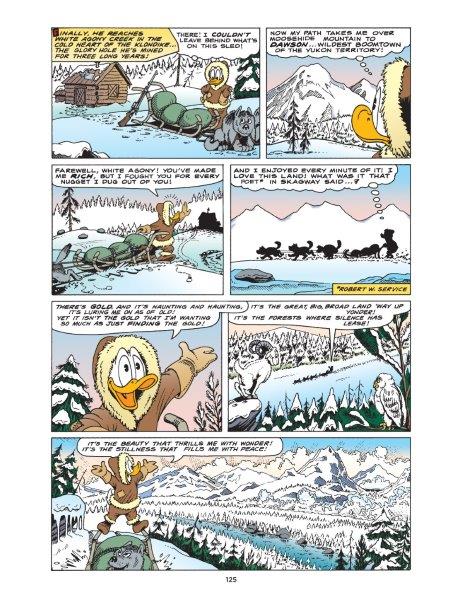 FINALLY, HE REACHES
WHITE AGONY CREEK IN THE
COLD HEART OF THE KLONDIKE...
THE GLORY HOLE HE'S MINED
FOR THREE LONG YEARS!
THERE! I COULDN'T
LEAVE BEHIND WHAT'S
ON THIS SLED!
NOW MY PATH TAKES ME OVER
MOOSEHIDE MOUNTAIN TO
DAWSON... WILDEST BOOMTOWN
OF THE YUKON TERRITORY!
FAREWELL, WHITE AGONY! YOU'VE MADE
ME RICH, BUT I FOUGHT YOU FOR EVERY
NUGGET I DUG OUT OF YOU!
AND I ENJOYED EVERY MINUTE OF IT! I
LOVE THIS LAND! WHAT WAS IT THAT
POET* IN SKAGWAY SAID...?
*ROBERT W. SERVICE
THERE'S GOLD, AND IT'S HAUNTING AND HAUNTING,
IT'S LURING ME ON AS OF OLD!
YET IT ISN'T THE GOLD THAT I'M WANTING
SO MUCH AS JUST FINDING THE GOLD!
IT'S THE GREAT, BIG, BROAD LAND 'WAY UP
YONDER!
IT'S THE FORESTS WHERE SILENCE HAS
LEASE!
IT'S THE BEAUTY THAT THRILLS ME WITH WONDER!
IT'S THE STILLNESS THAT FILLS ME WITH PEACE!
125